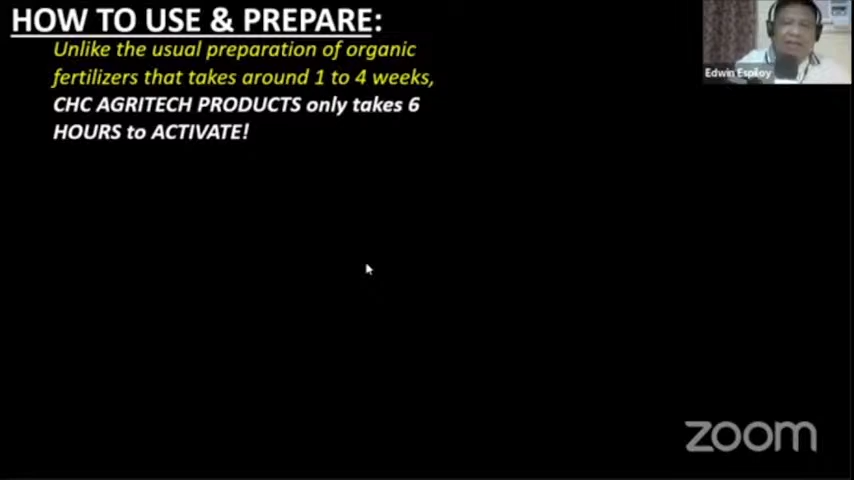 HOW TO USE & PREPARE:
Unlike the usual preparation of organic
fertilizers that takes around 1 to 4 weeks,
CHC AGRITECH PRODUCTS only takes 6
HOURS to ACTIVATE!
Edwin Espiloy
zoom